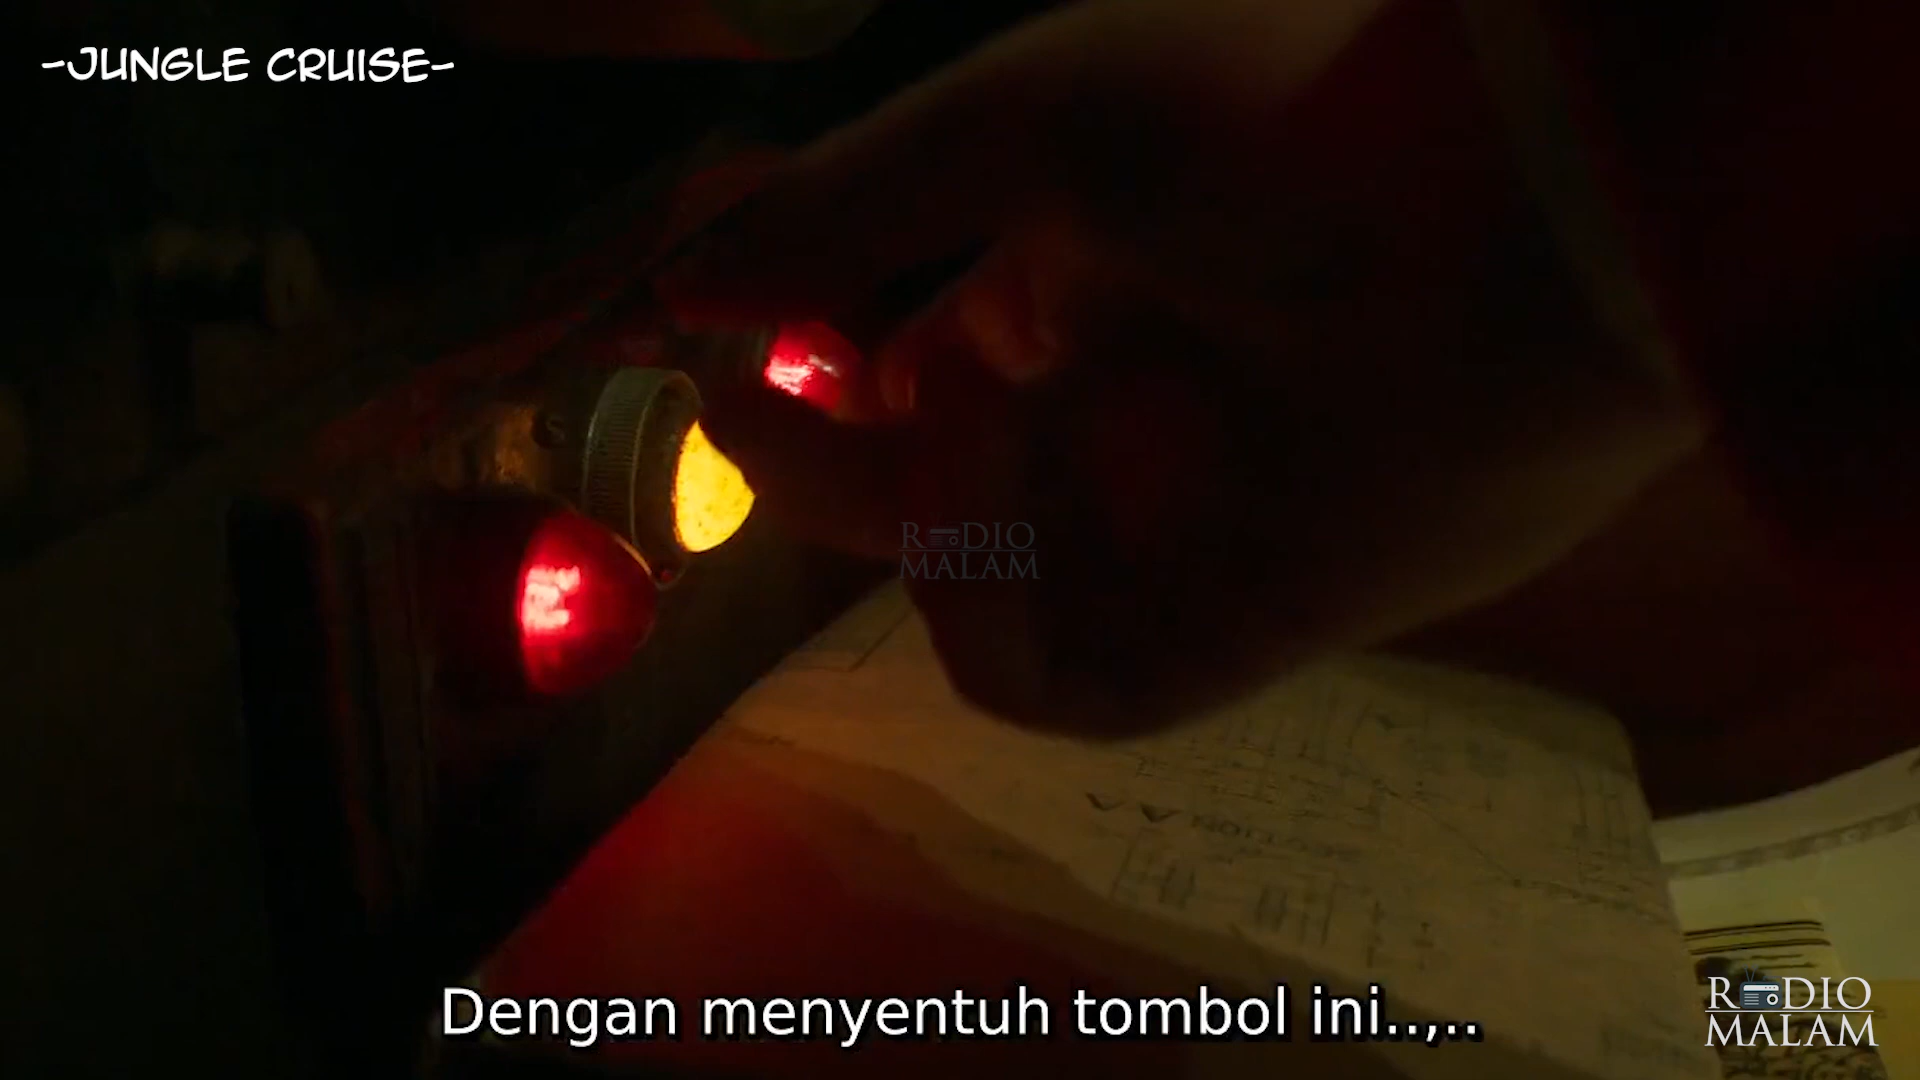 -JUNGLE CRUISE-
RADIO
MALAM
Dengan menyentuh tombol ini..,..
RADIO
MALAM